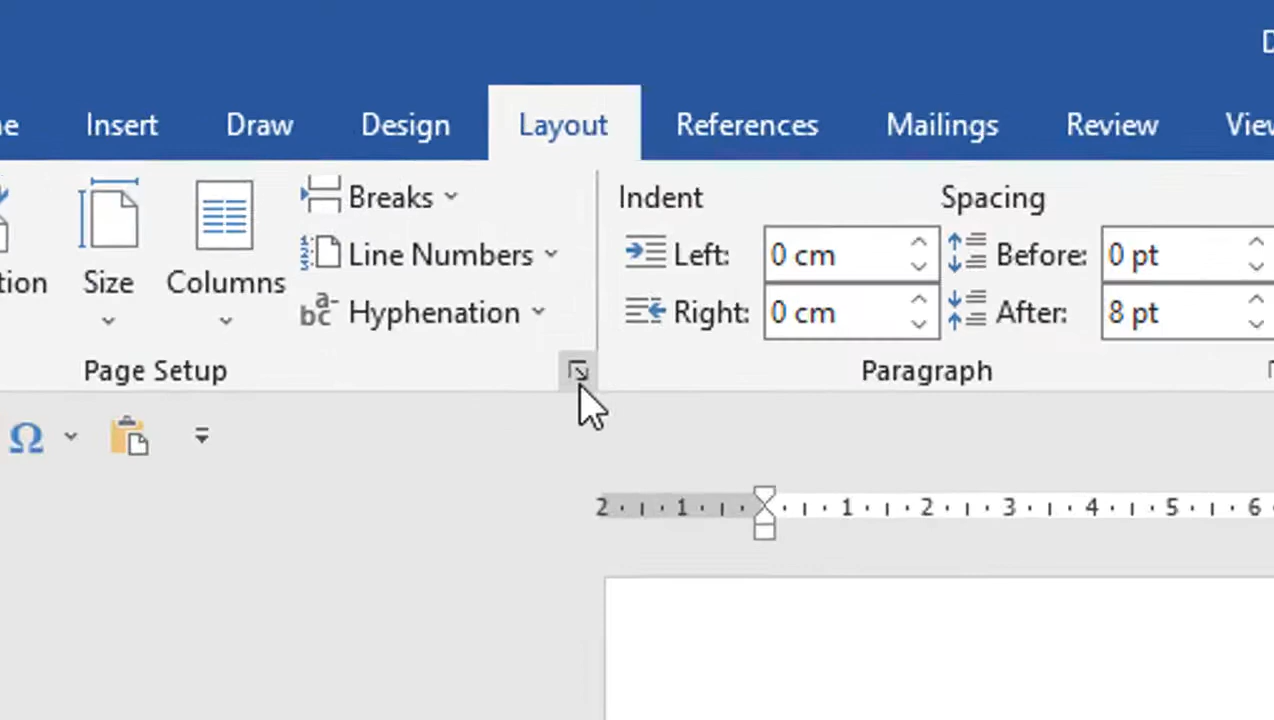 Insert Draw Design Layout References Mailings Review
Breaks Indent Spacing
Line Numbers Left: 0 cm Before: 0 pt
Size Columns
Hyphenation Right: 0 cm After: 8 pt
Page Setup Paragraph
Ω
2 1 1 2 3 4 5 6